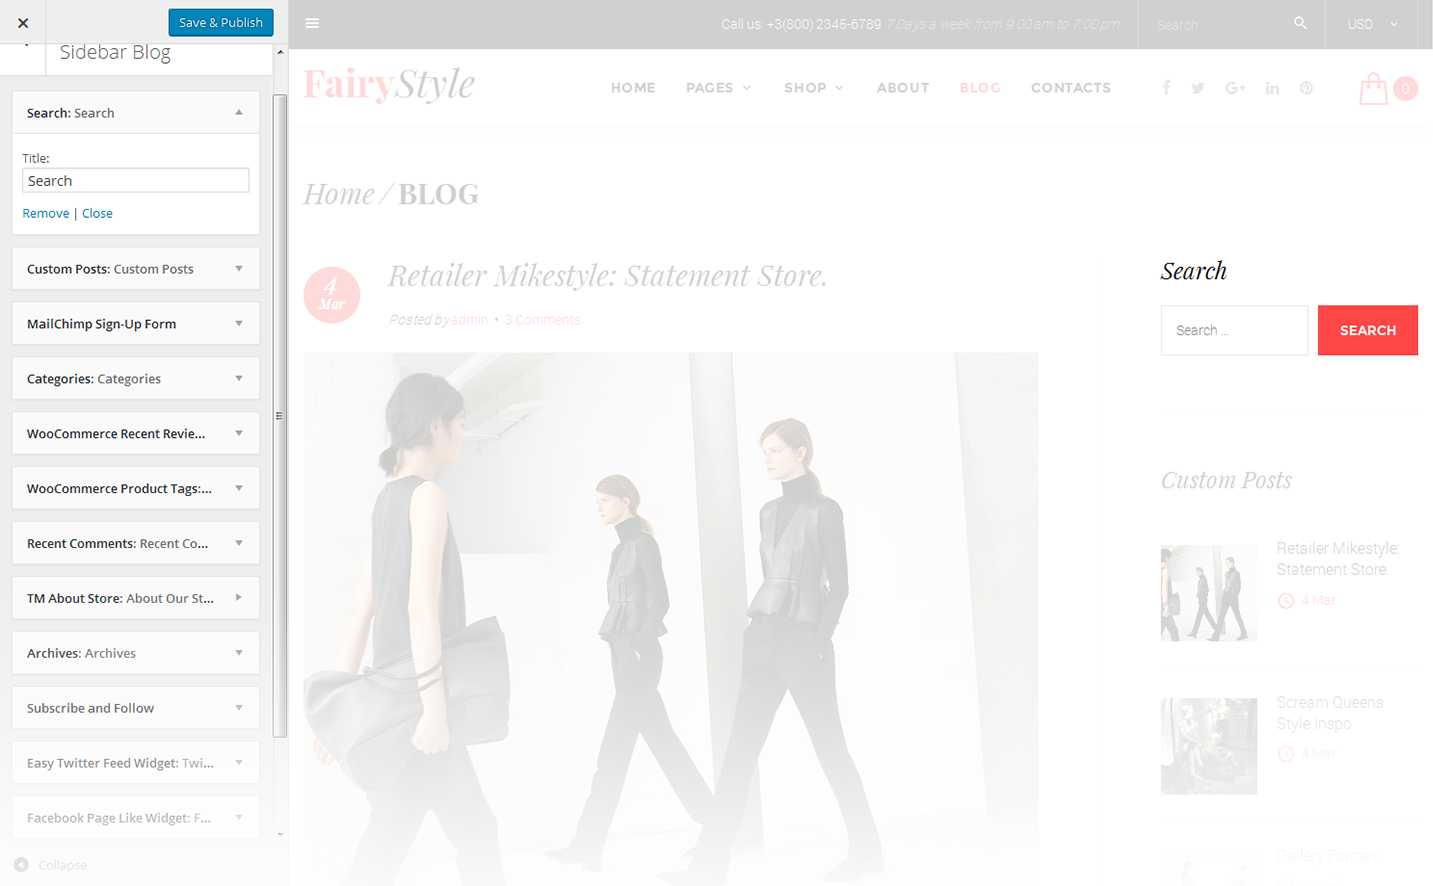 Save & Publish
Sidebar Blog
Search: Search
Title:
Search
Remove | Close
Custom Posts: Custom Posts
MailChimp Sign-Up Form
Categories: Categories
WooCommerce Recent Revie...
WooCommerce Product Tags:...
Recent Comments: Recent Co...
TM About Store: About Our St...
Archives: Archives
Subscribe and Follow
Easy Twitter Feed Widget: Twi...
Facebook Page Like Widget: F...
Collapse
Call us: +3(800) 2345-6789 7 Days a week from 9:00 am to 7:00 pm
Search...
USD
FairyStyle
HOME PAGES SHOP ABOUT BLOG CONTACTS
0
Home / BLOG
4
Mar
Retailer Mikestyle: Statement Store.
Posted by admin • 3 Comments
Search
Search ...
SEARCH
Custom Posts
Retailer Mikestyle:
Statement Store.
4 Mar
Scream Queens
Style Inspo
4 Mar
Gallery Format